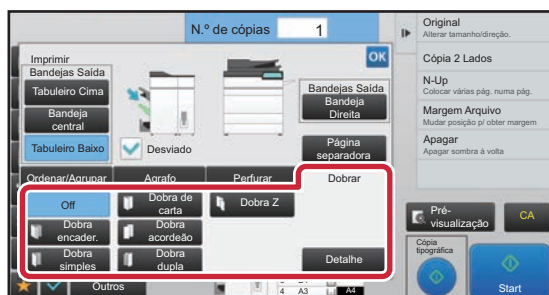 N.º de cópias 1
Imprimir
OK
Bandejas Saída
Tabuleiro Cima
Bandeja
central
Tabuleiro Baixo
Desviado
Bandejas Saída
Bandeja
Direita
Página
separadora
Ordenar/Agrupar
Agrafo
Perfurar
Dobrar
Off
Dobra de
carta
Dobra Z
Dobra
encader.
Dobra
acordeão
Dobra
simples
Dobra
dupla
Detalhe
Outros
4 A3
A4
Original
Alterar tamanho/direção.
Cópia 2 Lados
N-Up
Colocar várias pág. numa pág.
Margem Arquivo
Mudar posição p/ obter margem
Apagar
Apagar sombra à volta
Pré-
visualização
CA
Cópia
tipográfica
Start